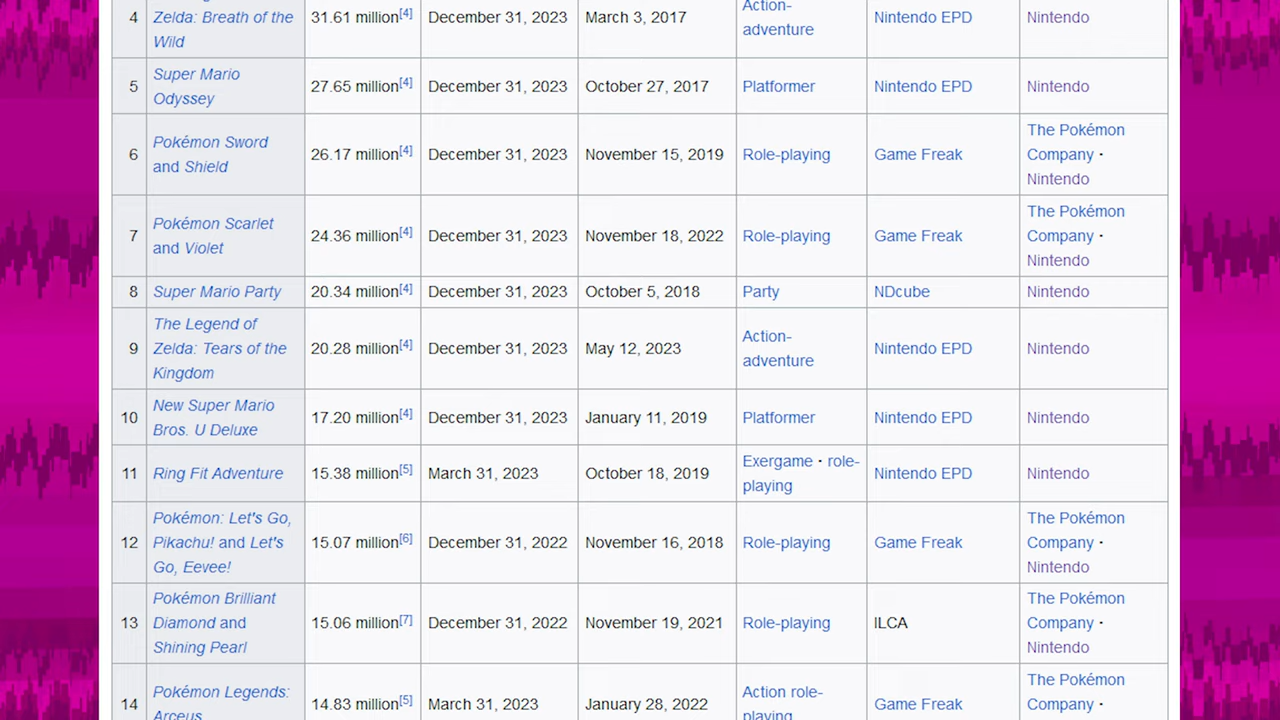 4 Zelda: Breath of the Wild 31.61 million[4] December 31, 2023 March 3, 2017 Action-adventure Nintendo EPD Nintendo
5 Super Mario Odyssey 27.65 million[4] December 31, 2023 October 27, 2017 Platformer Nintendo EPD Nintendo
6 Pokémon Sword and Shield 26.17 million[4] December 31, 2023 November 15, 2019 Role-playing Game Freak The Pokémon Company · Nintendo
7 Pokémon Scarlet and Violet 24.36 million[4] December 31, 2023 November 18, 2022 Role-playing Game Freak The Pokémon Company · Nintendo
8 Super Mario Party 20.34 million[4] December 31, 2023 October 5, 2018 Party NDcube Nintendo
9 The Legend of Zelda: Tears of the Kingdom 20.28 million[4] December 31, 2023 May 12, 2023 Action-adventure Nintendo EPD Nintendo
10 New Super Mario Bros. U Deluxe 17.20 million[4] December 31, 2023 January 11, 2019 Platformer Nintendo EPD Nintendo
11 Ring Fit Adventure 15.38 million[5] March 31, 2023 October 18, 2019 Exergame · role-playing Nintendo EPD Nintendo
12 Pokémon: Let's Go, Pikachu! and Let's Go, Eevee! 15.07 million[6] December 31, 2022 November 16, 2018 Role-playing Game Freak The Pokémon Company · Nintendo
13 Pokémon Brilliant Diamond and Shining Pearl 15.06 million[7] December 31, 2022 November 19, 2021 Role-playing ILCA The Pokémon Company · Nintendo
14 Pokémon Legends: Arceus 14.83 million[5] March 31, 2023 January 28, 2022 Action role-playing Game Freak The Pokémon Company ·